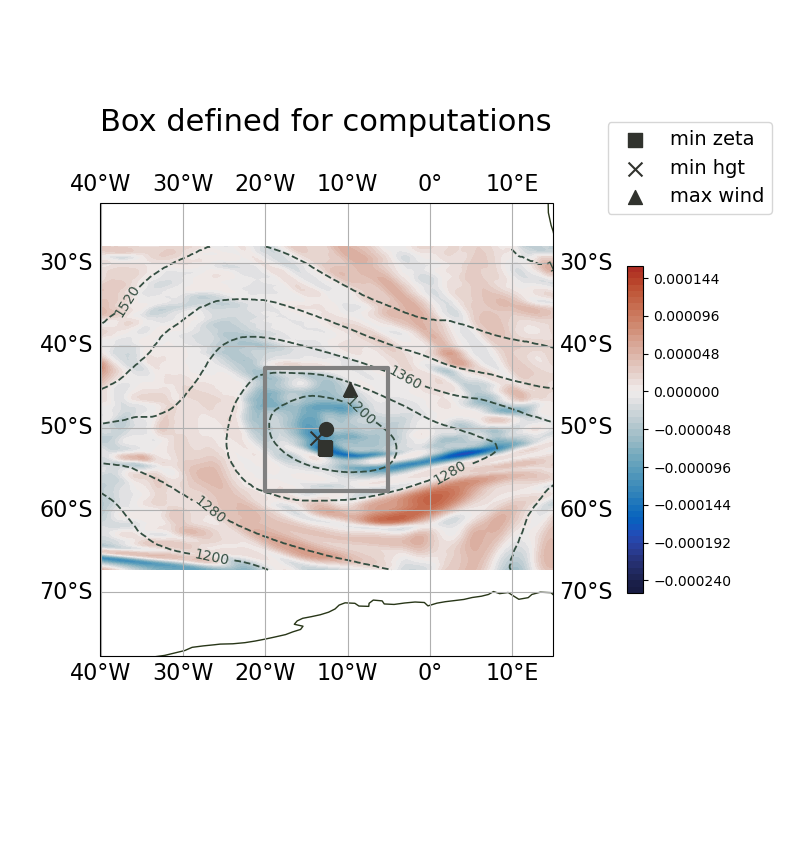 Box defined for computations
min zeta
min hgt
max wind
40°W 30°W 20°W 10°W 0° 10°E
30°S 30°S
40°S 40°S
50°S 50°S
60°S 60°S
70°S 70°S
1520
1360
1200
1280
1280
1200
0.000144
0.000096
0.000048
0.000000
−0.000048
−0.000096
−0.000144
−0.000192
−0.000240
40°W 30°W 20°W 10°W 0° 10°E